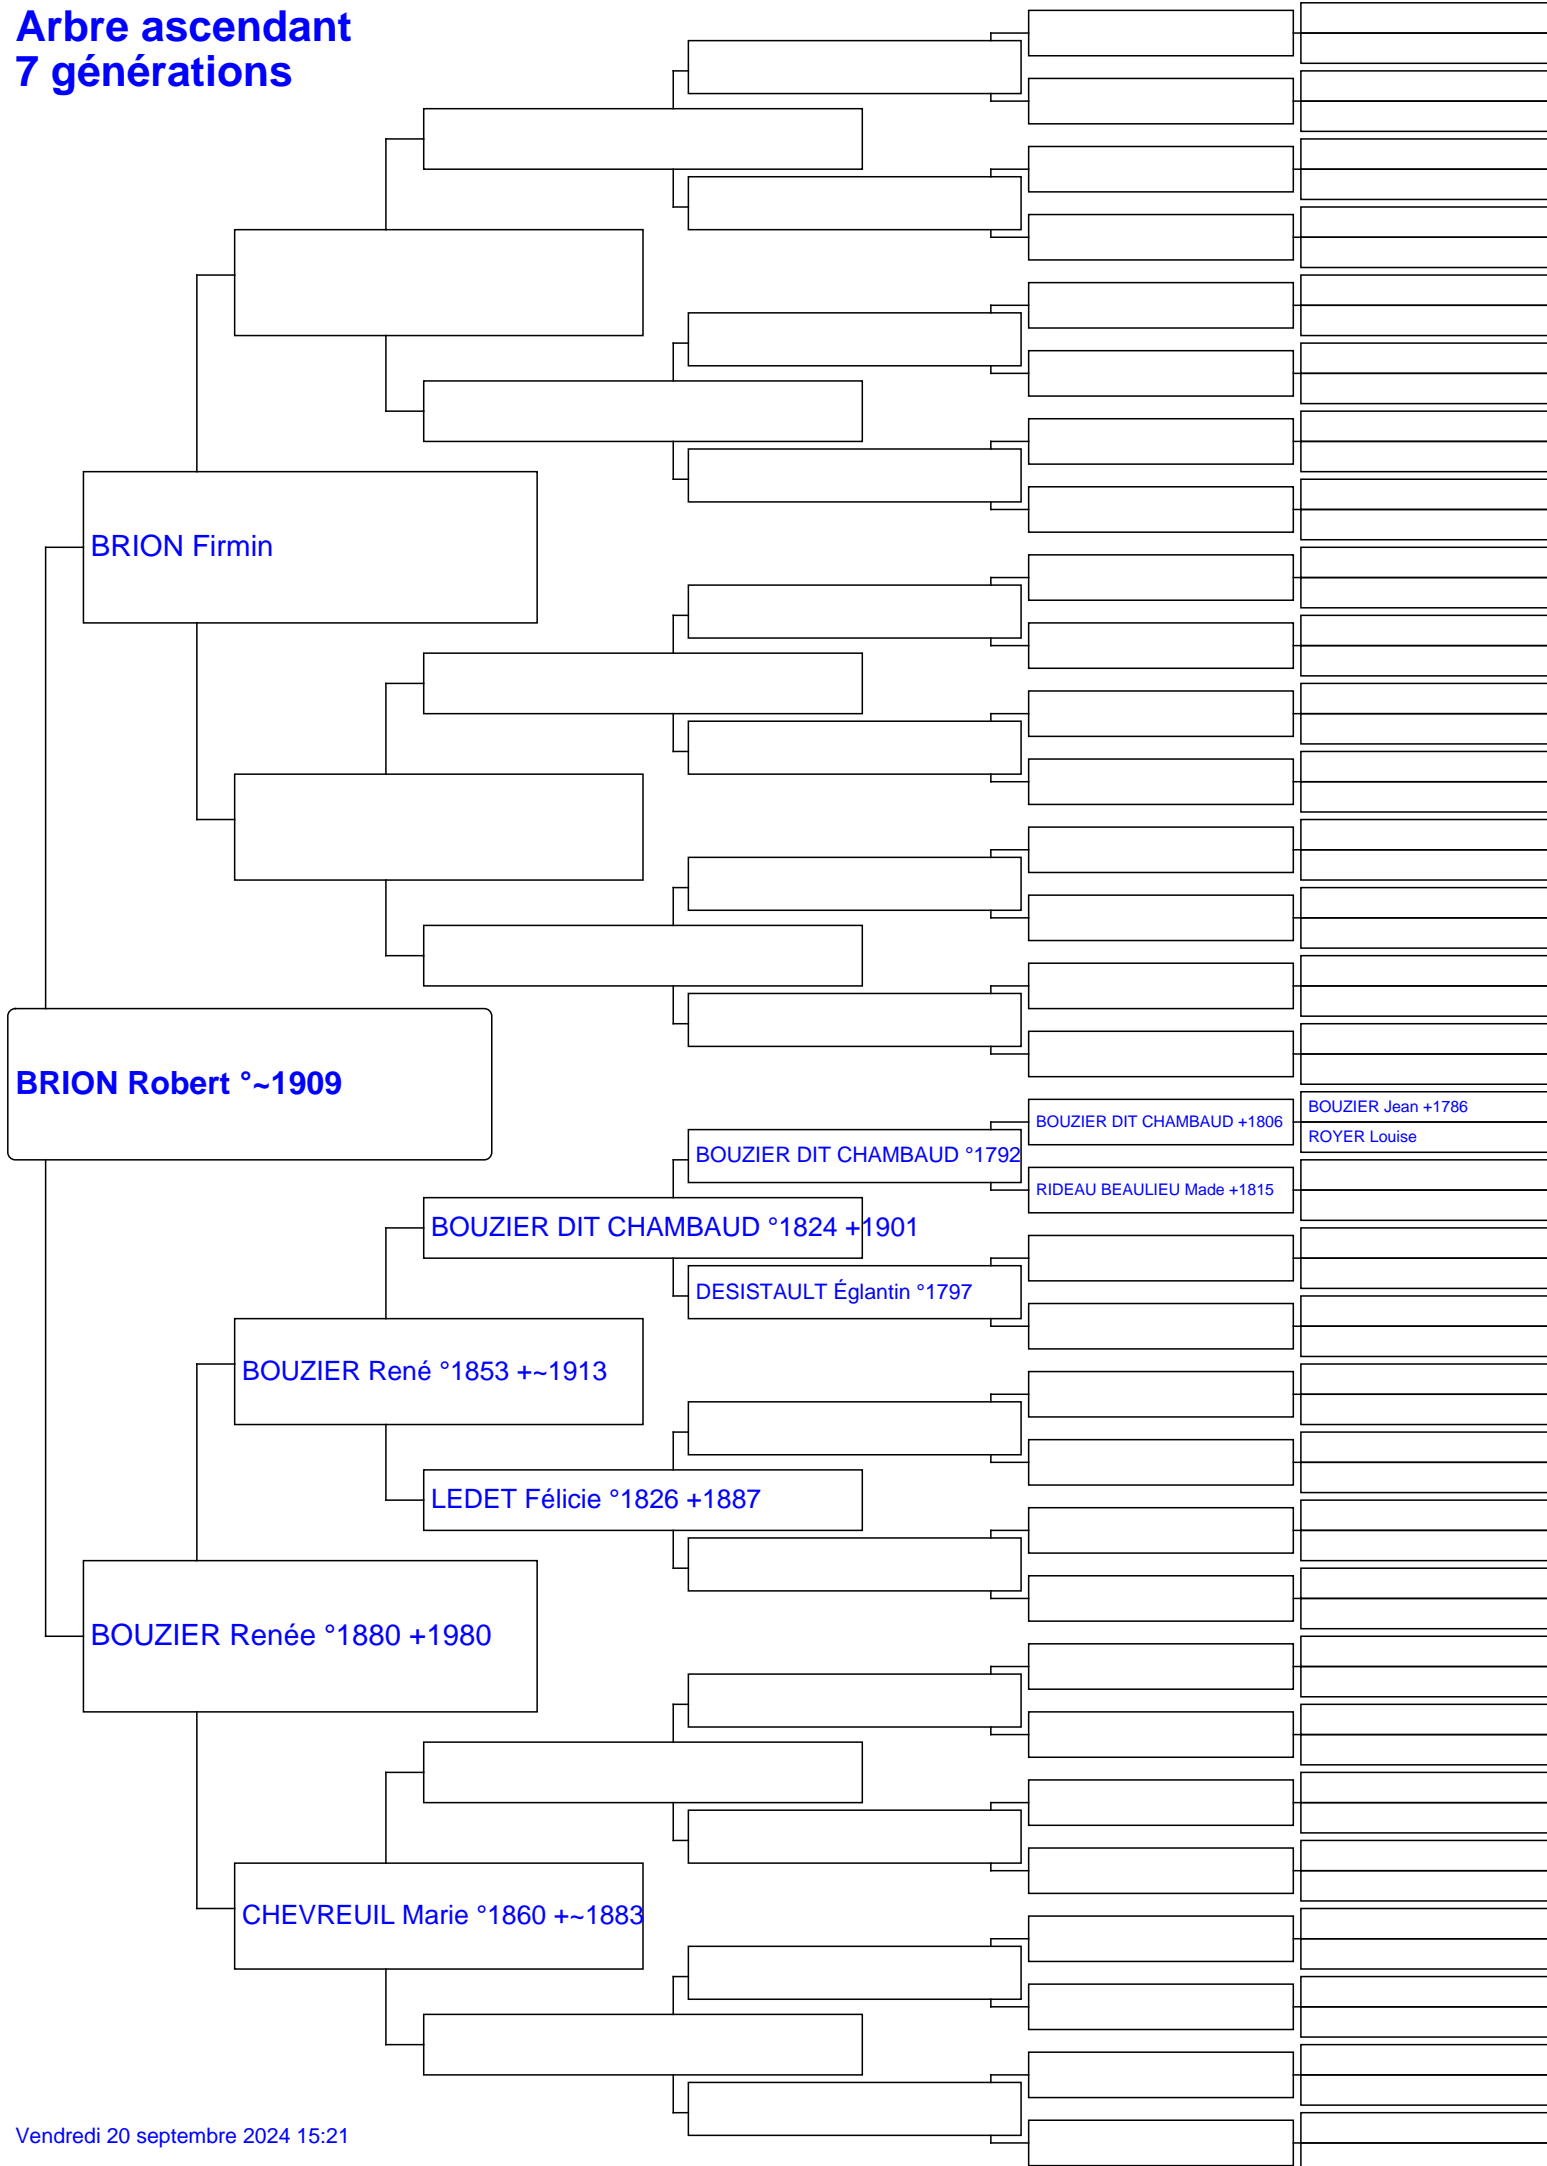 Arbre ascendant
7 générations
BRION Firmin
BRION Robert °~1909
BOUZIER DIT CHAMBAUD +1806
BOUZIER Jean +1786
ROYER Louise
BOUZIER DIT CHAMBAUD °1792
RIDEAU BEAULIEU Made +1815
BOUZIER DIT CHAMBAUD °1824 +1901
DESISTAULT Églantin °1797
BOUZIER René °1853 +~1913
LEDET Félicie °1826 +1887
BOUZIER Renée °1880 +1980
CHEVREUIL Marie °1860 +~1883
Vendredi 20 septembre 2024 15:21